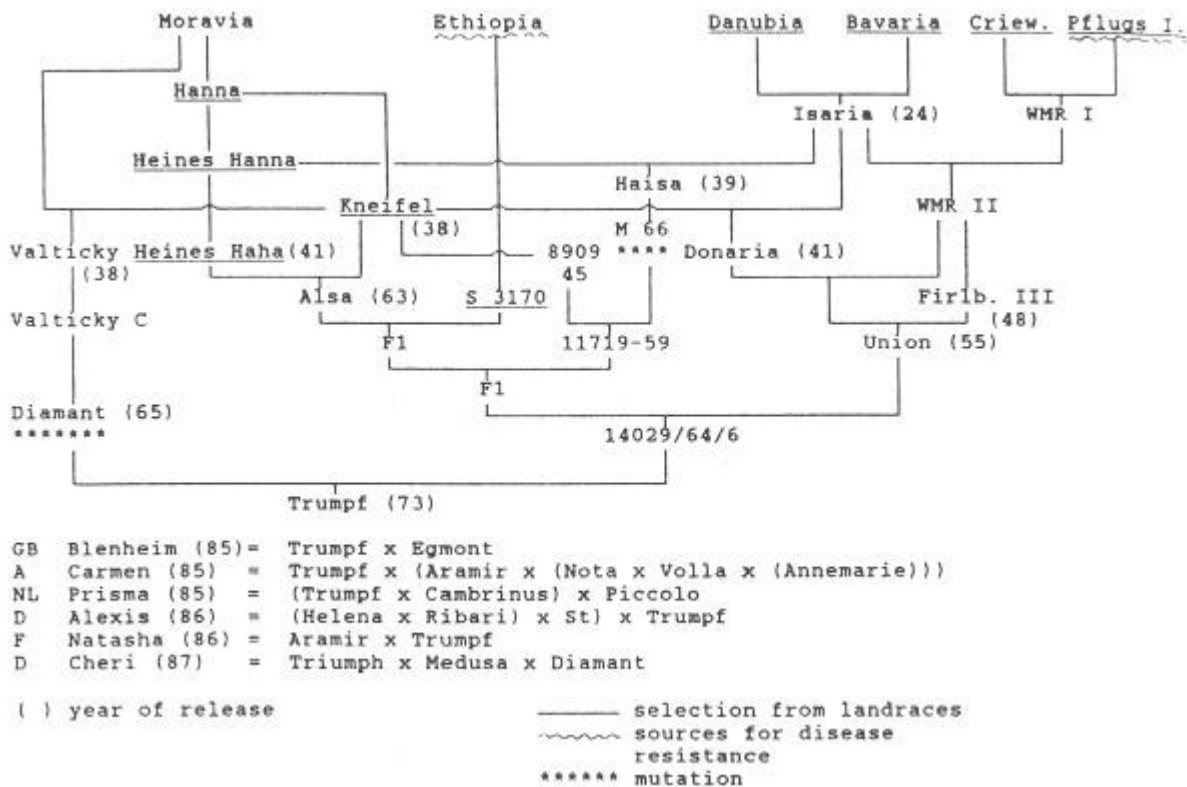 Moravia Ethiopia Danubia Bavaria Criew. Pflugs I.
Hanna
Isaria (24) WMR I
Heines Hanna
Haisa (39)
Kneifel WMR II
(38) M 66
Valticky Heines Haha(41) 8909 **** Donaria (41)
(38) 45
Alsa (63) S 3170 Firlb. III
Valticky C (48)
F1 11719-59 Union (55)
F1
Diamant (65)
******* 14029/64/6
Trumpf (73)
GB Blenheim (85)= Trumpf x Egmont
A Carmen (85) = Trumpf x (Aramir x (Nota x Volla x (Annemarie)))
NL Prisma (85) = (Trumpf x Cambrinus) x Piccolo
D Alexis (86) = (Helena x Ribari) x St) x Trumpf
F Natasha (86) = Aramir x Trumpf
D Cheri (87) = Triumph x Medusa x Diamant
( ) year of release
selection from landraces
sources for disease
resistance
****** mutation